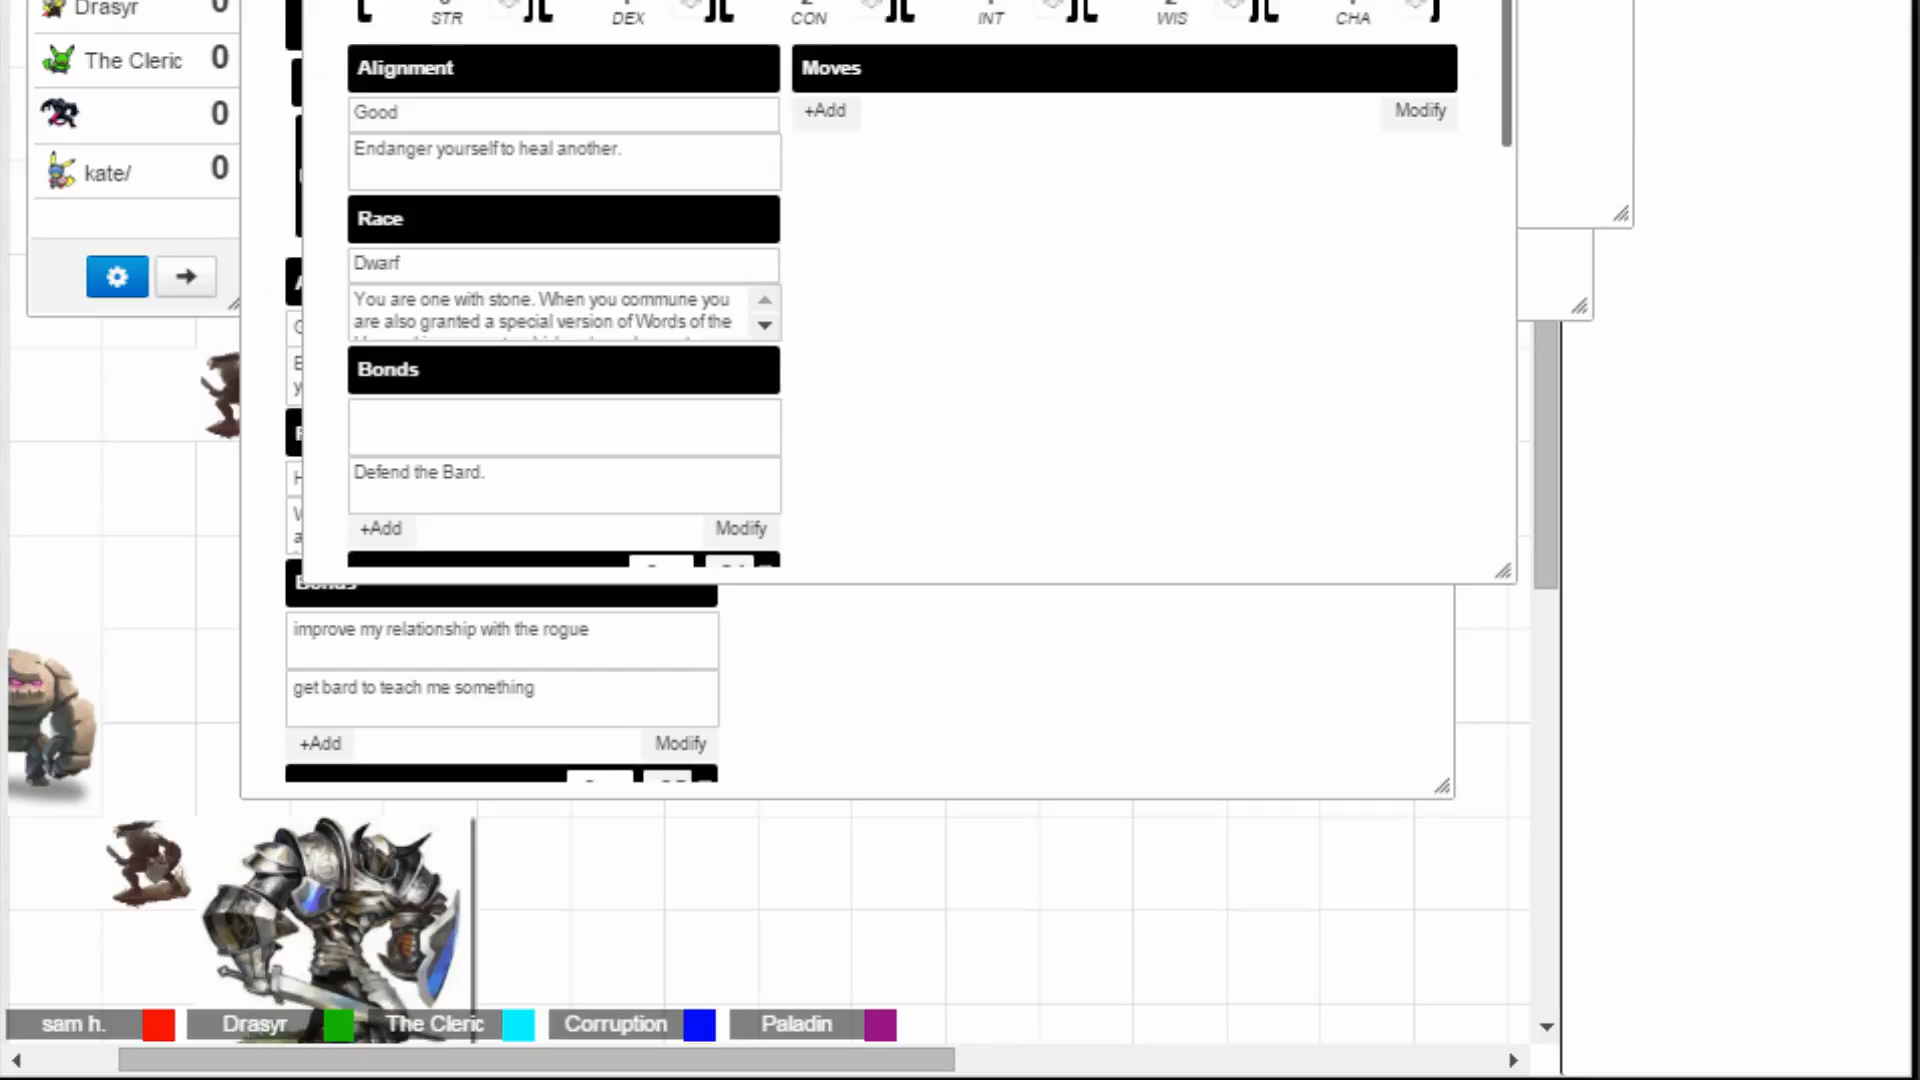 Drasyr 0
The Cleric 0
0
kate/ 0
STR DEX CON INT WIS CHA
Alignment
Good
Endanger yourself to heal another.
Race
Dwarf
You are one with stone. When you commune you
are also granted a special version of Words of the
Bonds
Defend the Bard.
+Add Modify
Moves
+Add Modify
Bonds
improve my relationship with the rogue
get bard to teach me something
+Add Modify
sam h. Drasyr The Cleric Corruption Paladin